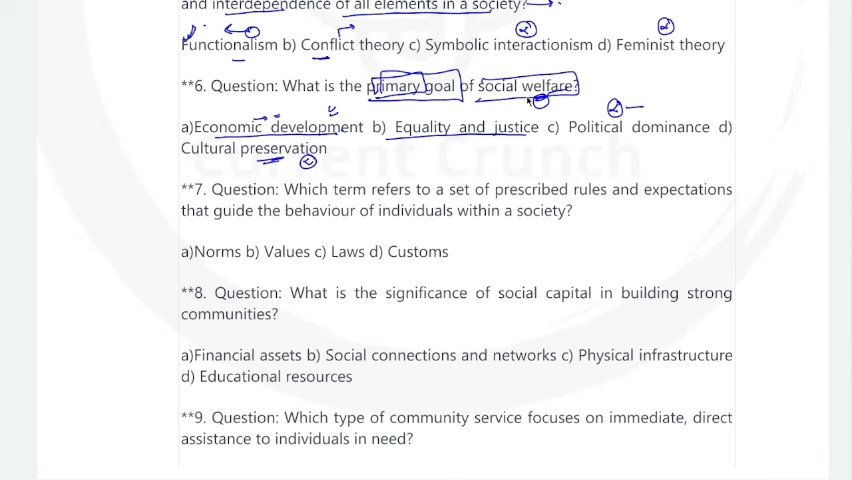 and interdependence of all elements in a society?
Functionalism b) Conflict theory c) Symbolic interactionism d) Feminist theory
**6. Question: What is the primary goal of social welfare?
a)Economic development b) Equality and justice c) Political dominance d)
Cultural preservation
**7. Question: Which term refers to a set of prescribed rules and expectations
that guide the behaviour of individuals within a society?
a)Norms b) Values c) Laws d) Customs
**8. Question: What is the significance of social capital in building strong
communities?
a)Financial assets b) Social connections and networks c) Physical infrastructure
d) Educational resources
**9. Question: Which type of community service focuses on immediate, direct
assistance to individuals in need?